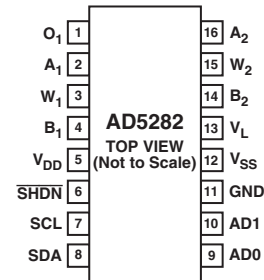 O1 1 16 A2
A1 2 15 W2
W1 3 14 B2
B1 4 AD5282 13 VL
TOP VIEW
VDD 5 (Not to Scale) 12 VSS
SHDN 6 11 GND
SCL 7 10 AD1
SDA 8 9 AD0